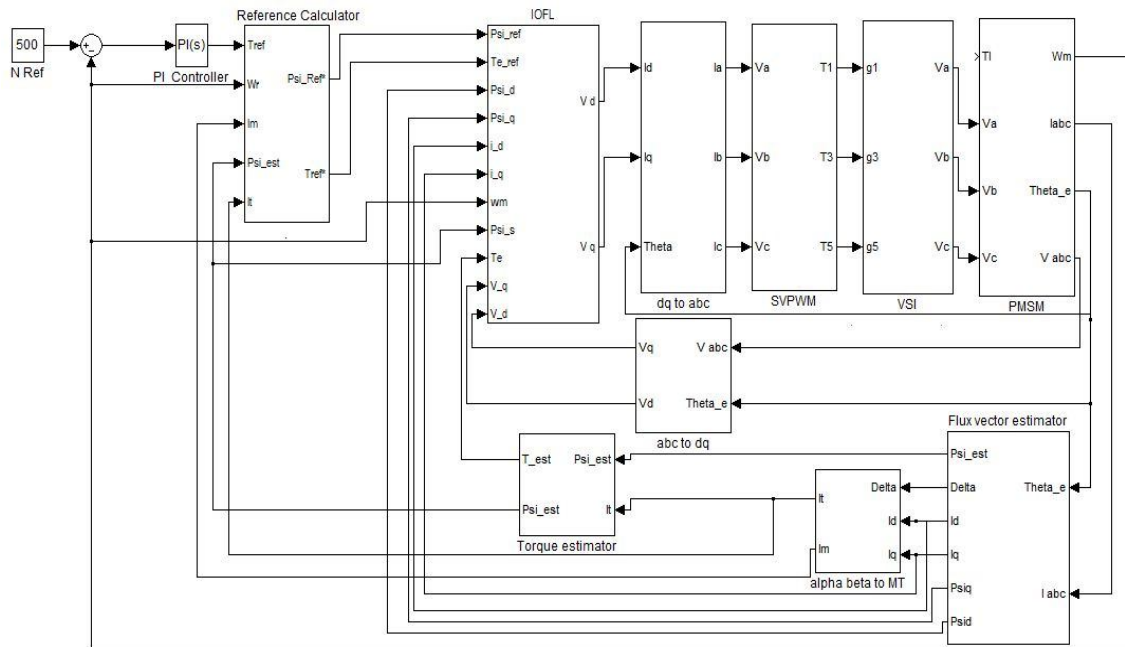 Reference Calculator
IOFL
500
N Ref
+
-
PI(s)
PI Controller
Tref
Wr
Im
Psi_est
It
Psi_Ref*
Tref*
Psi_ref
Te_ref
Psi_d
Psi_q
i_d
i_q
wm
Psi_s
Te
V_q
V_d
V d
V q
Id
Iq
Theta
Ia
Ib
Ic
dq to abc
Va
Vb
Vc
T1
T3
T5
SVPWM
g1
g3
g5
Va
Vb
Vc
VSI
Tl
Va
Vb
Vc
Wm
Iabc
Theta_e
V abc
PMSM
Vq
Vd
V abc
Theta_e
abc to dq
T_est
Psi_est
Psi_est
It
Torque estimator
It
Im
Delta
Id
Iq
alpha beta to MT
Flux vector estimator
Psi_est
Delta
Id
Iq
Psiq
Psid
Theta_e
I abc